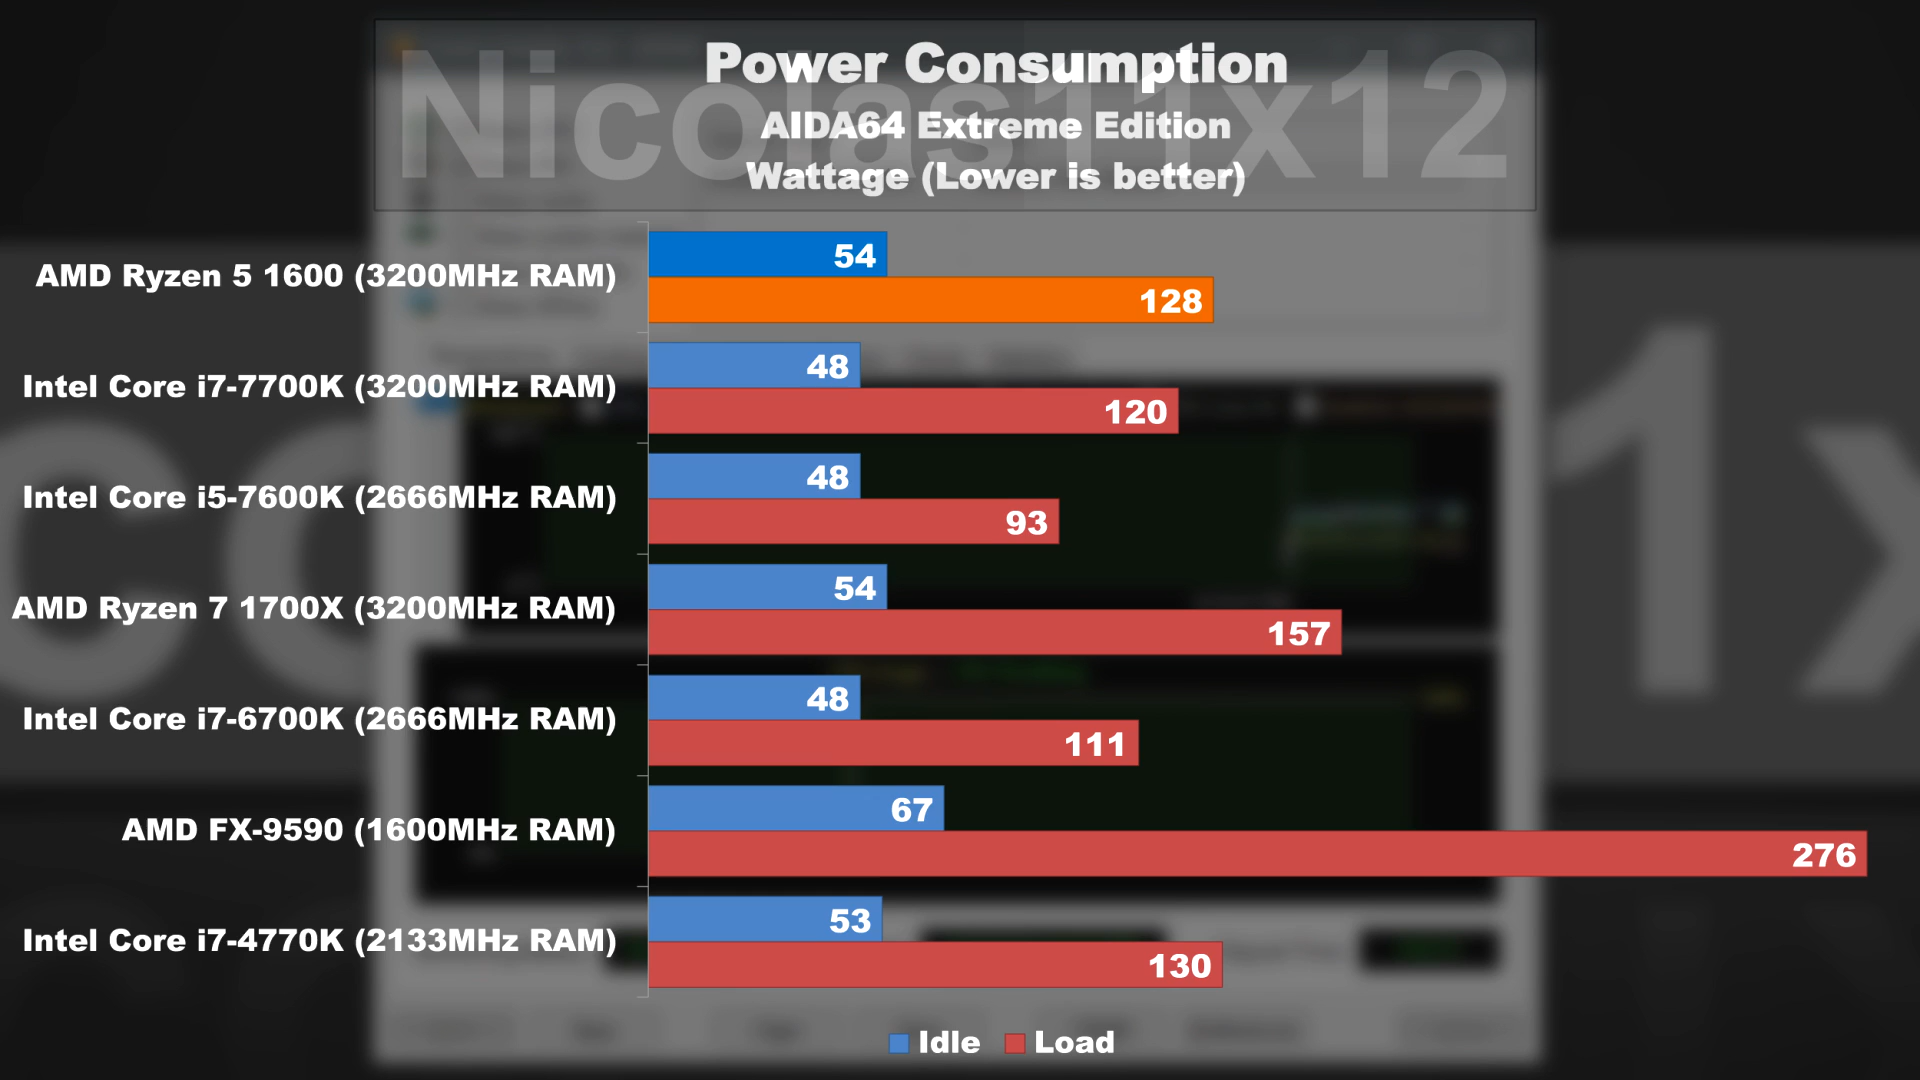 Nicolas11x12
Power Consumption
AIDA64 Extreme Edition
Wattage (Lower is better)
AMD Ryzen 5 1600 (3200MHz RAM)
54
128
Intel Core i7-7700K (3200MHz RAM)
48
120
Intel Core i5-7600K (2666MHz RAM)
48
93
AMD Ryzen 7 1700X (3200MHz RAM)
54
157
Intel Core i7-6700K (2666MHz RAM)
48
111
AMD FX-9590 (1600MHz RAM)
67
276
Intel Core i7-4770K (2133MHz RAM)
53
130
Idle Load